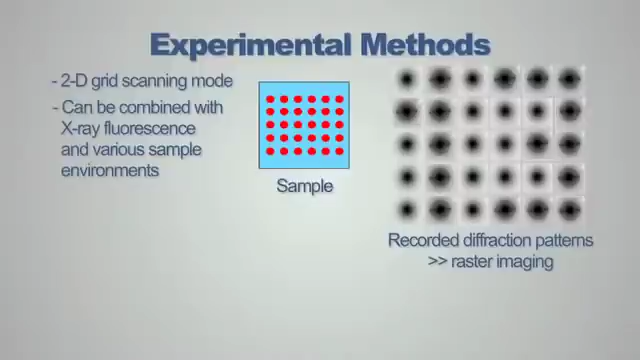 Experimental Methods
- 2-D grid scanning mode
- Can be combined with
X-ray fluorescence
and various sample
environments
Sample
Recorded diffraction patterns
>> raster imaging